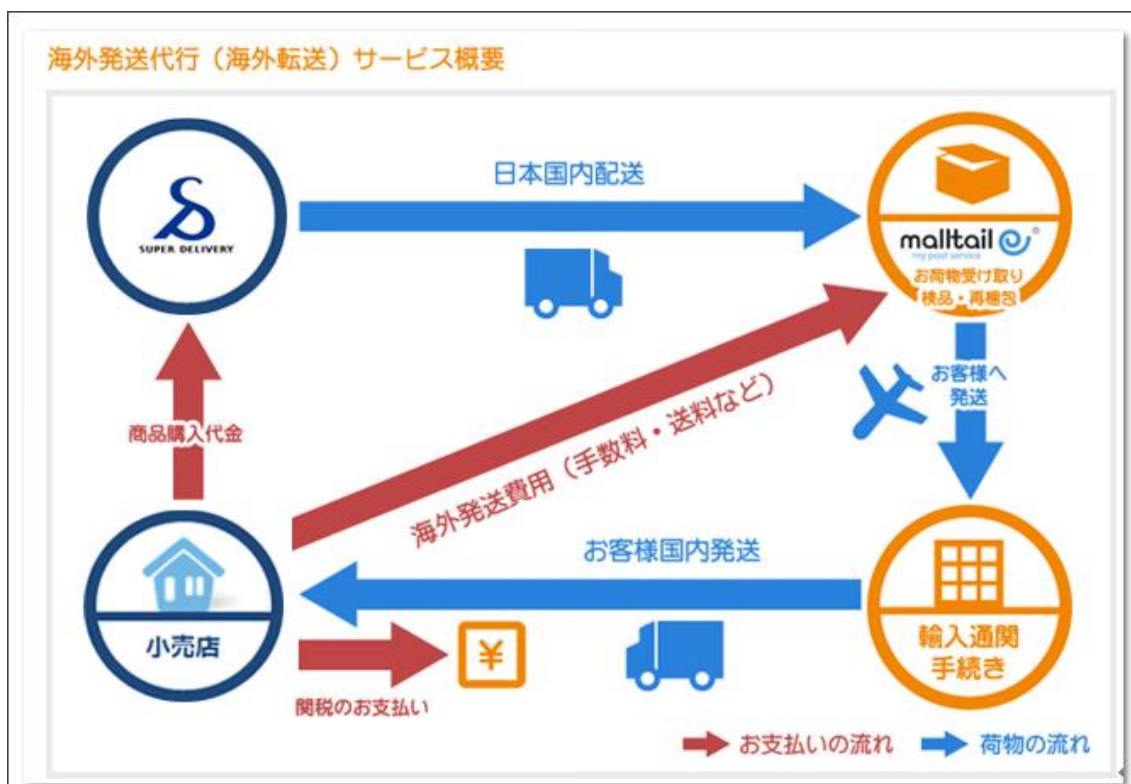 海外発送代行（海外転送）サービス概要
日本国内配送
SUPER DELIVERY
malltail®
my post service
お荷物受け取り
検品・再梱包
お客様へ
発送
商品購入代金
海外発送費用（手数料・送料など）
お客様国内発送
小売店
¥
輸入通関
手続き
関税のお支払い
お支払いの流れ
荷物の流れ